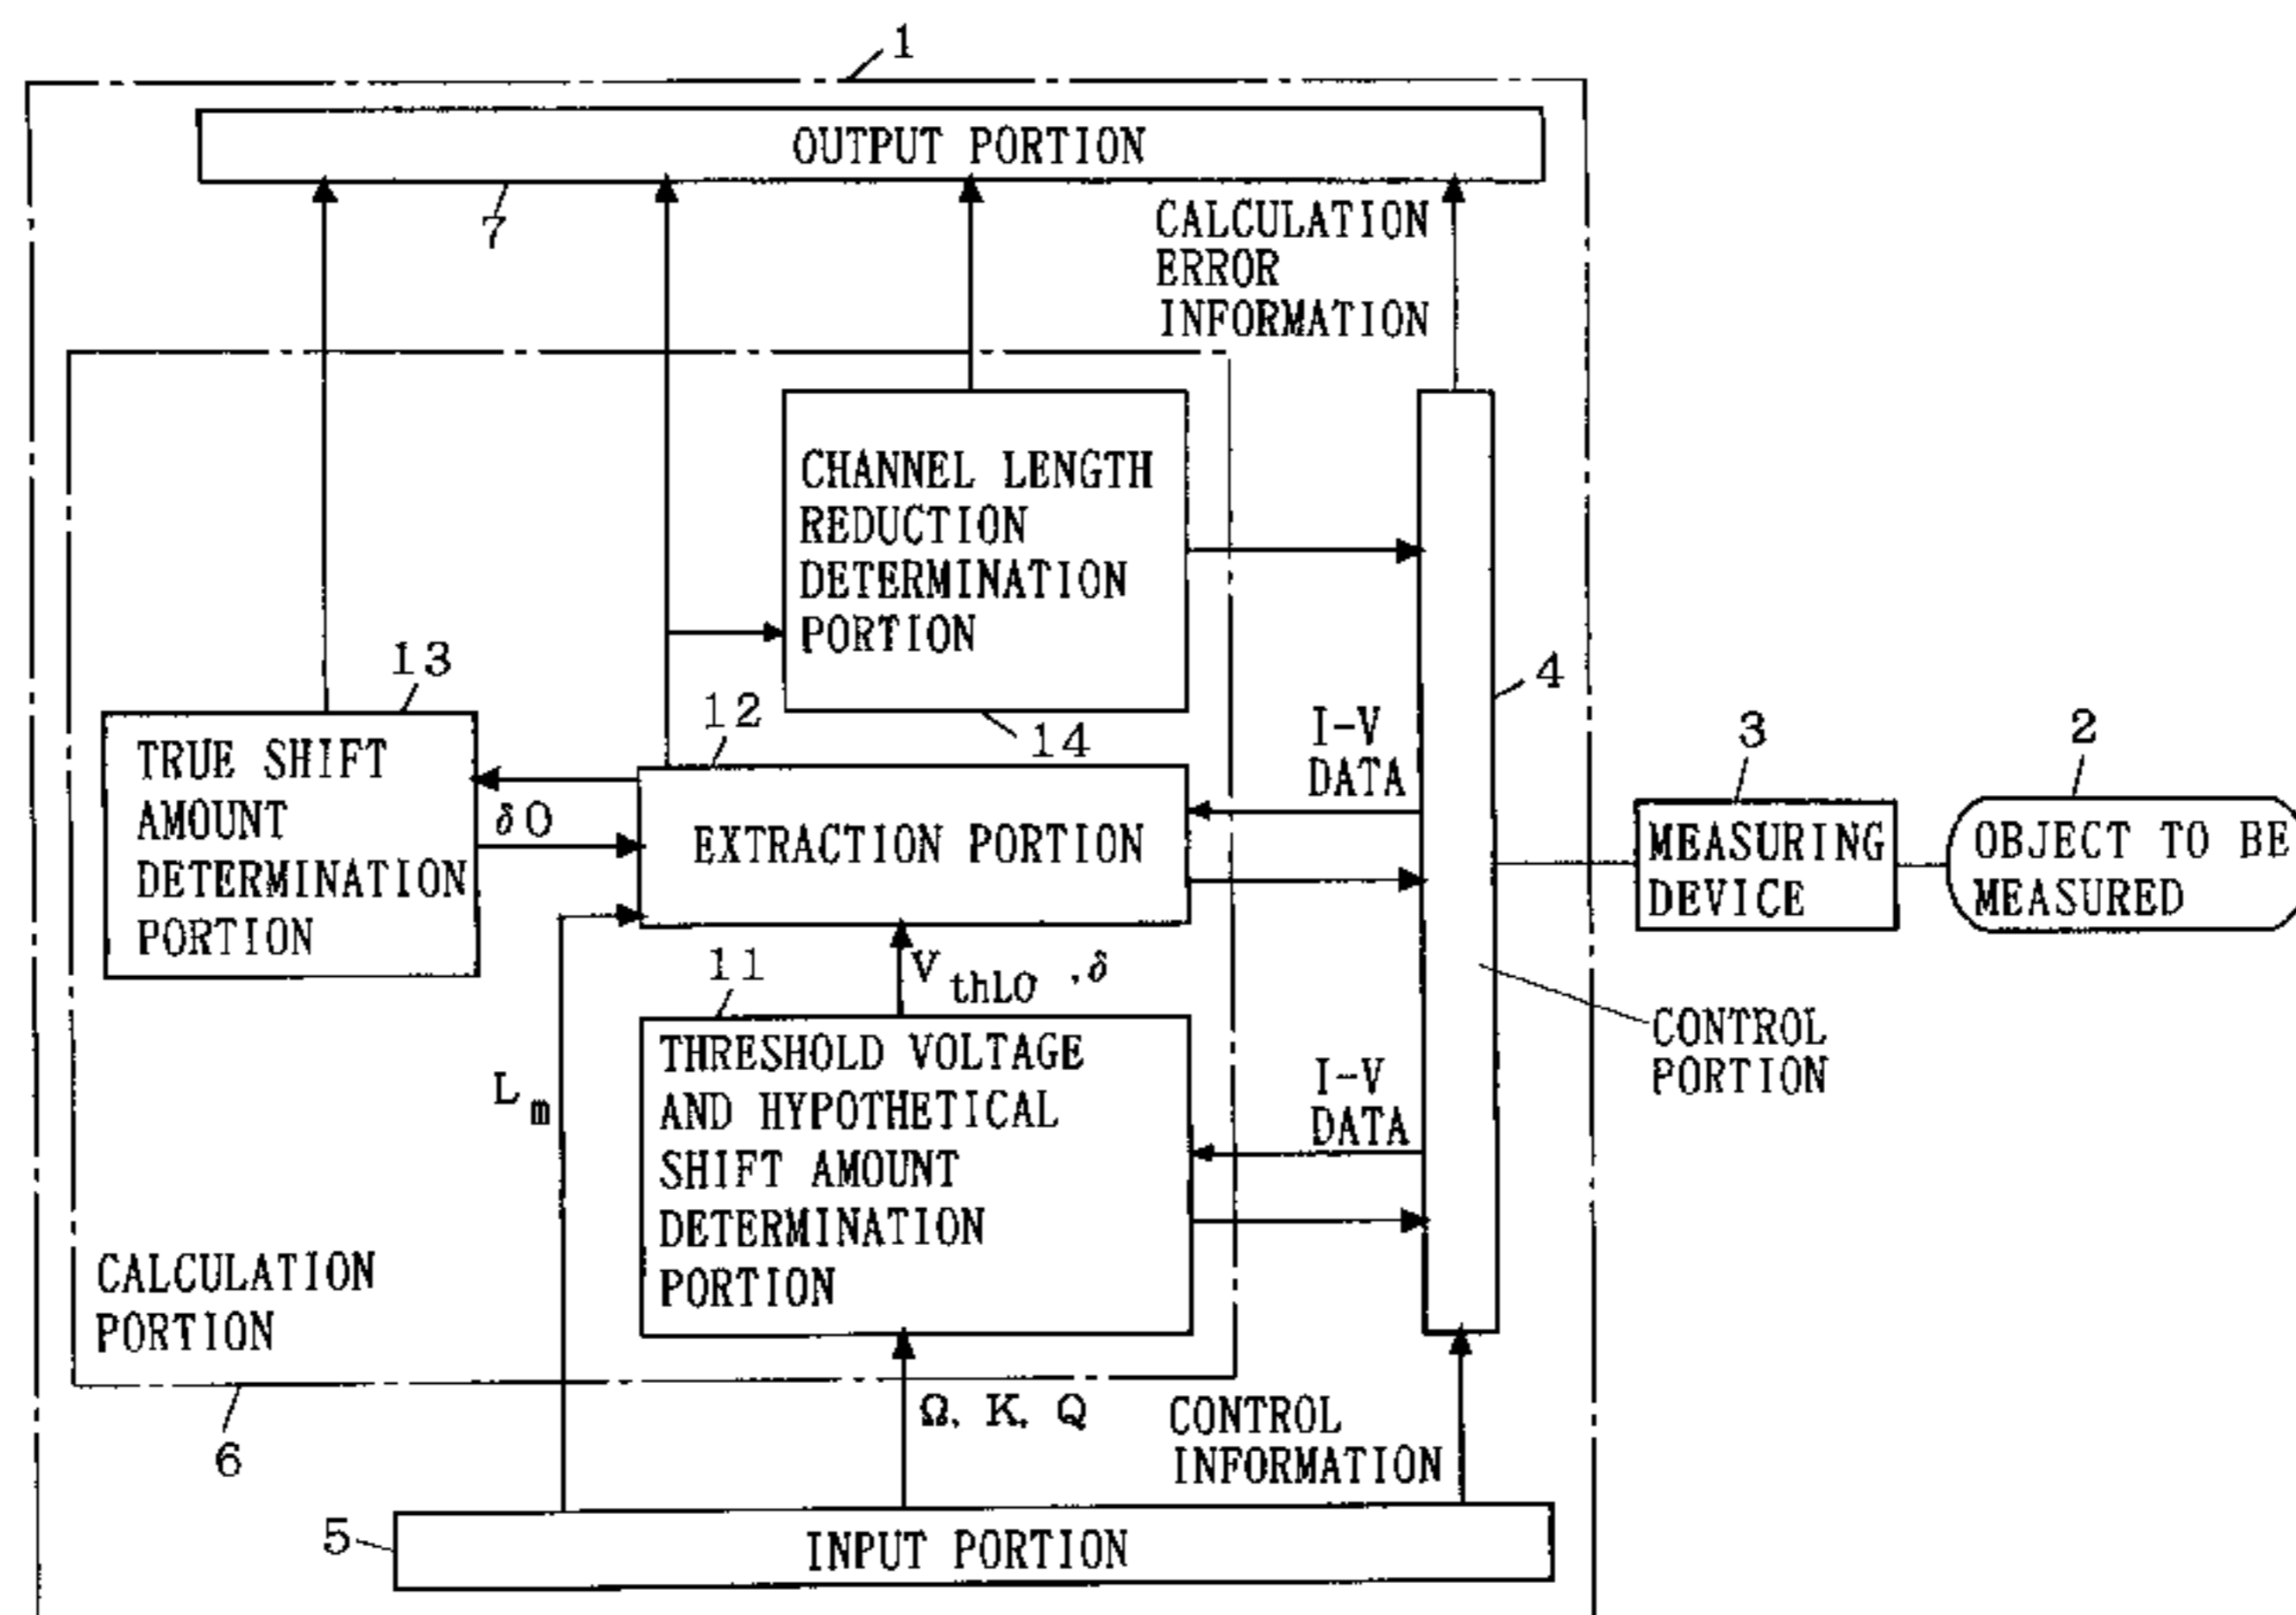 1
OUTPUT PORTION
7
CALCULATION
ERROR
INFORMATION
CHANNEL LENGTH
REDUCTION
DETERMINATION
PORTION
14
13
TRUE SHIFT
AMOUNT
DETERMINATION
PORTION
δ0
12
EXTRACTION PORTION
I-V
DATA
4
3
MEASURING
DEVICE
2
OBJECT TO BE
MEASURED
VthL0 ,δ
11
THRESHOLD VOLTAGE
AND HYPOTHETICAL
SHIFT AMOUNT
DETERMINATION
PORTION
Lm
I-V
DATA
CONTROL
PORTION
CALCULATION
PORTION
6
Ω, K, Q
CONTROL
INFORMATION
5
INPUT PORTION